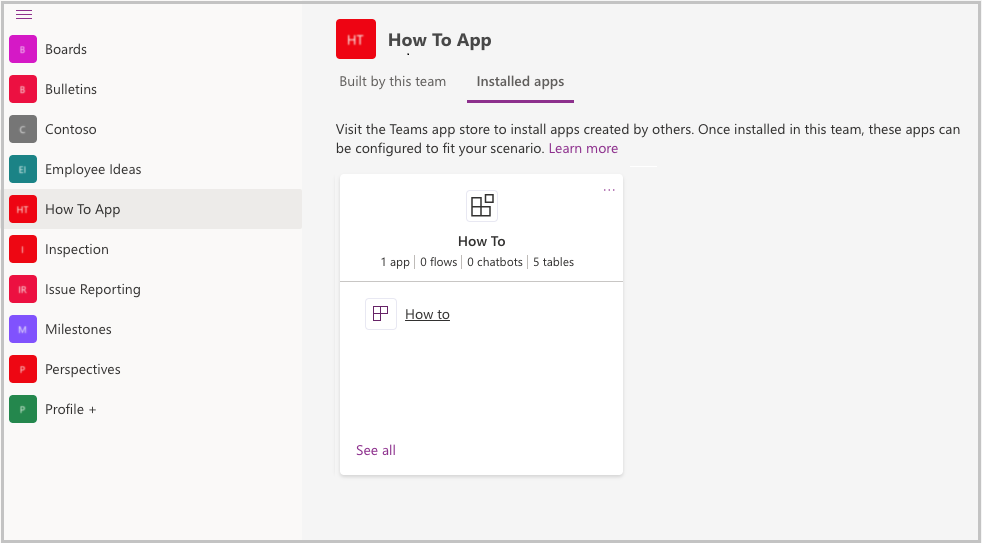 B Boards
B Bulletins
C Contoso
EI Employee Ideas
HT How To App
I Inspection
IR Issue Reporting
M Milestones
P Perspectives
P Profile +
HT How To App
Built by this team Installed apps
Visit the Teams app store to install apps created by others. Once installed in this team, these apps can
be configured to fit your scenario. Learn more
...
How To
1 app | 0 flows | 0 chatbots | 5 tables
How to
See all